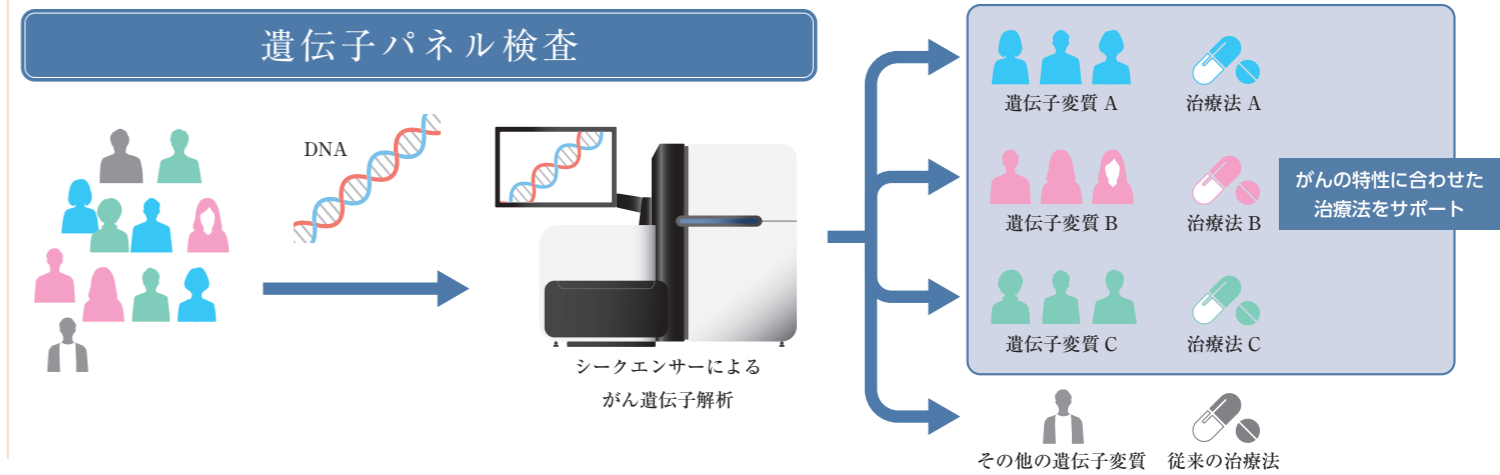 遺伝子パネル検査
DNA
シークエンサーによる
がん遺伝子解析
遺伝子変質 A
治療法 A
遺伝子変質 B
治療法 B
がんの特性に合わせた
治療法をサポート
遺伝子変質 C
治療法 C
その他の遺伝子変質
従来の治療法